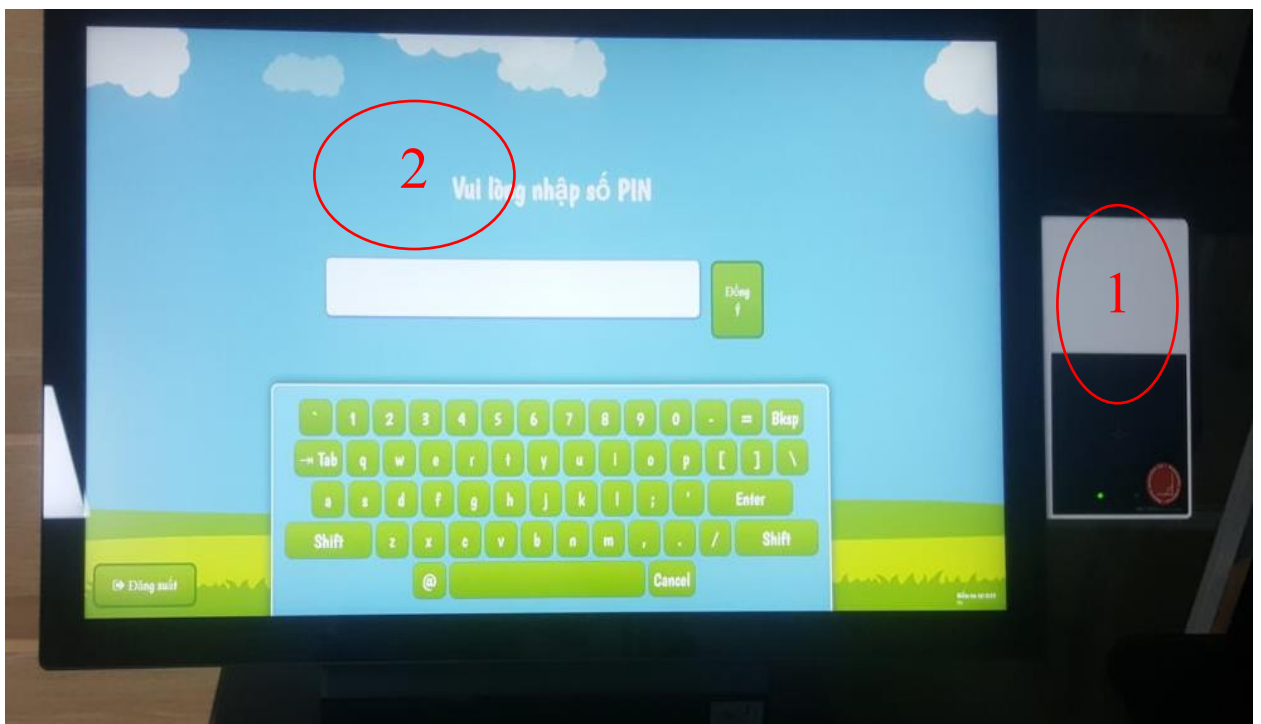 2
Vui lòng nhập số PIN
1
Đồng
ý
` 1 2 3 4 5 6 7 8 9 0 - = Bksp
Tab q w e r t y u i o p [ ] \
a s d f g h j k l ; ' Enter
Shift z x c v b n m , . / Shift
@ Cancel
Đăng xuất